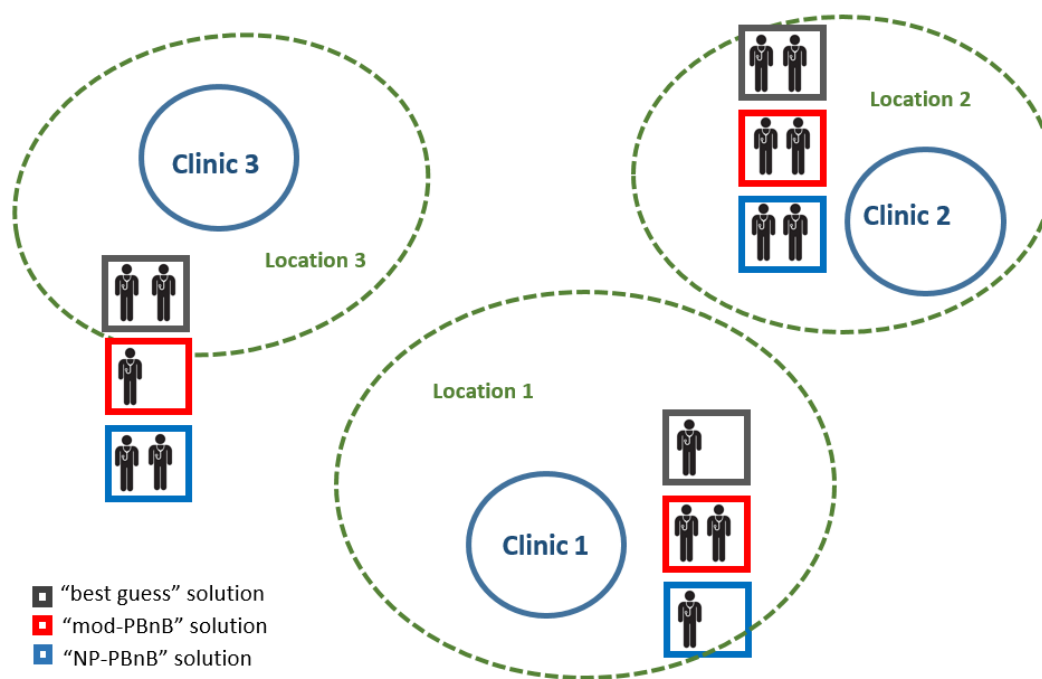 Clinic 3
Location 3
Location 2
Clinic 2
Location 1
Clinic 1
“best guess” solution
“mod-PBnB” solution
“NP-PBnB” solution